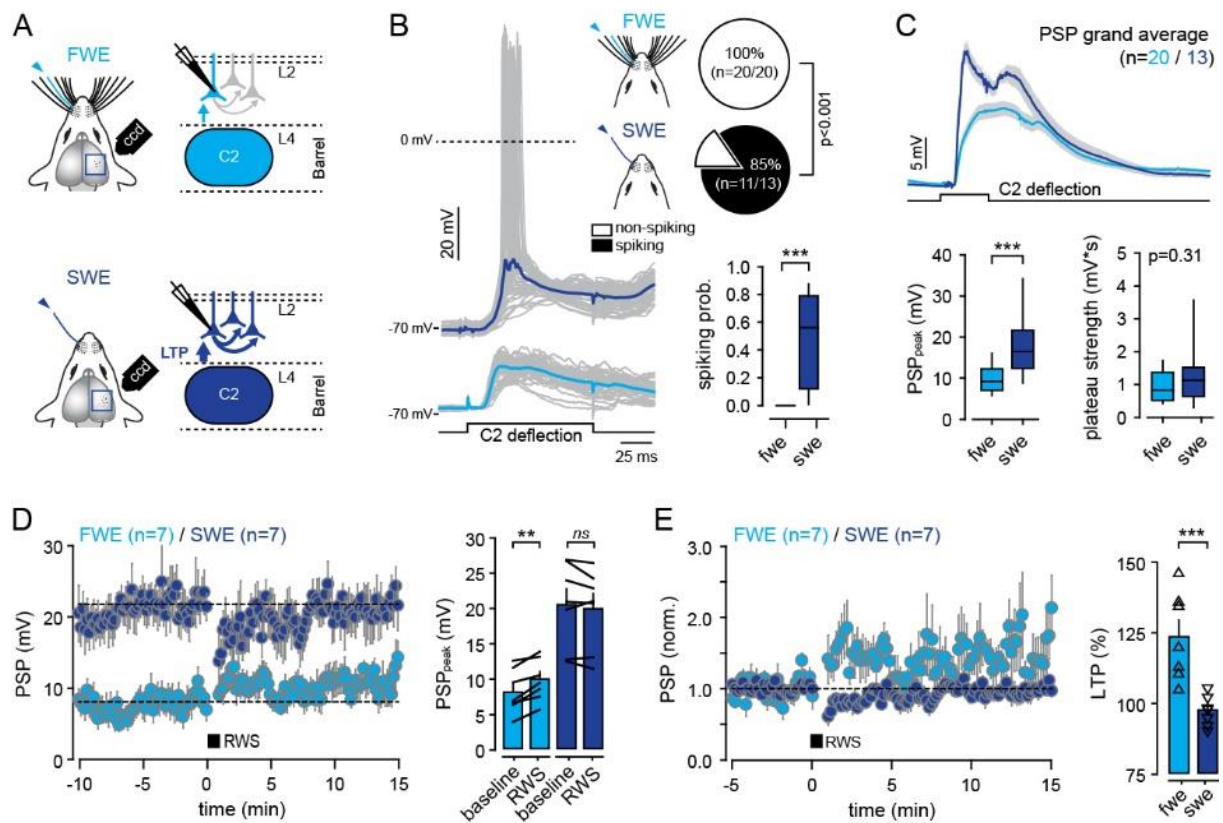 A
FWE
ccd
L2
L4
C2
Barrel
SWE
ccd
LTP
L2
L4
C2
Barrel
B
FWE
SWE
100%
(n=20/20)
85%
(n=11/13)
p<0.001
non-spiking
spiking
0 mV
20 mV
-70 mV
-70 mV
C2 deflection
25 ms
***
spiking prob.
1.0
0.8
0.6
0.4
0.2
0.0
fwe
swe
C
PSP grand average
(n=20 / 13)
5 mV
C2 deflection
***
PSPpeak (mV)
40
30
20
10
0
fwe
swe
p=0.31
plateau strength (mV*s)
5
4
3
2
1
0
fwe
swe
D
FWE (n=7) / SWE (n=7)
PSP (mV)
30
20
10
0
RWS
-10 -5 0 5 10 15
time (min)
** ns
PSPpeak (mV)
30
25
20
15
10
5
0
baseline
RWS
baseline
RWS
E
FWE (n=7) / SWE (n=7)
PSP (norm.)
3.0
2.0
1.0
0.0
RWS
-5 0 5 10 15
time (min)
***
LTP (%)
150
125
100
75
fwe
swe